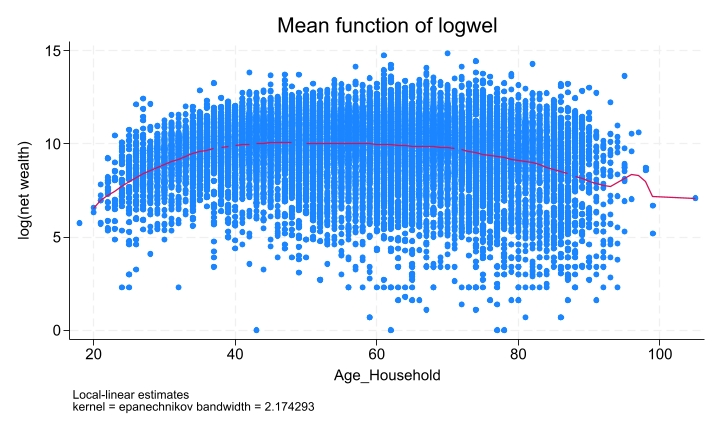 Mean function of logwel
15
10
5
0
log(net wealth)
20 40 60 80 100
Age_Household
Local-linear estimates
kernel = epanechnikov bandwidth = 2.174293